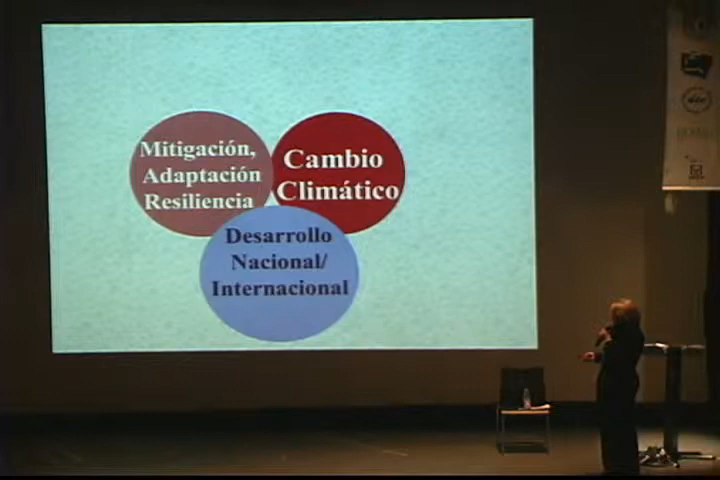 Mitigación,
Adaptación
Resiliencia
Cambio
Climático
Desarrollo
Nacional/
Internacional